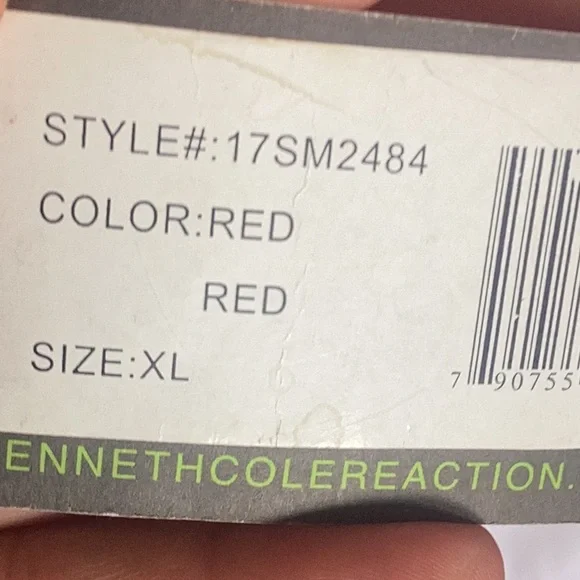 STYLE#:17SM2484
COLOR:RED
RED
SIZE:XL
7 90755
ENNETHCOLEREACTION.